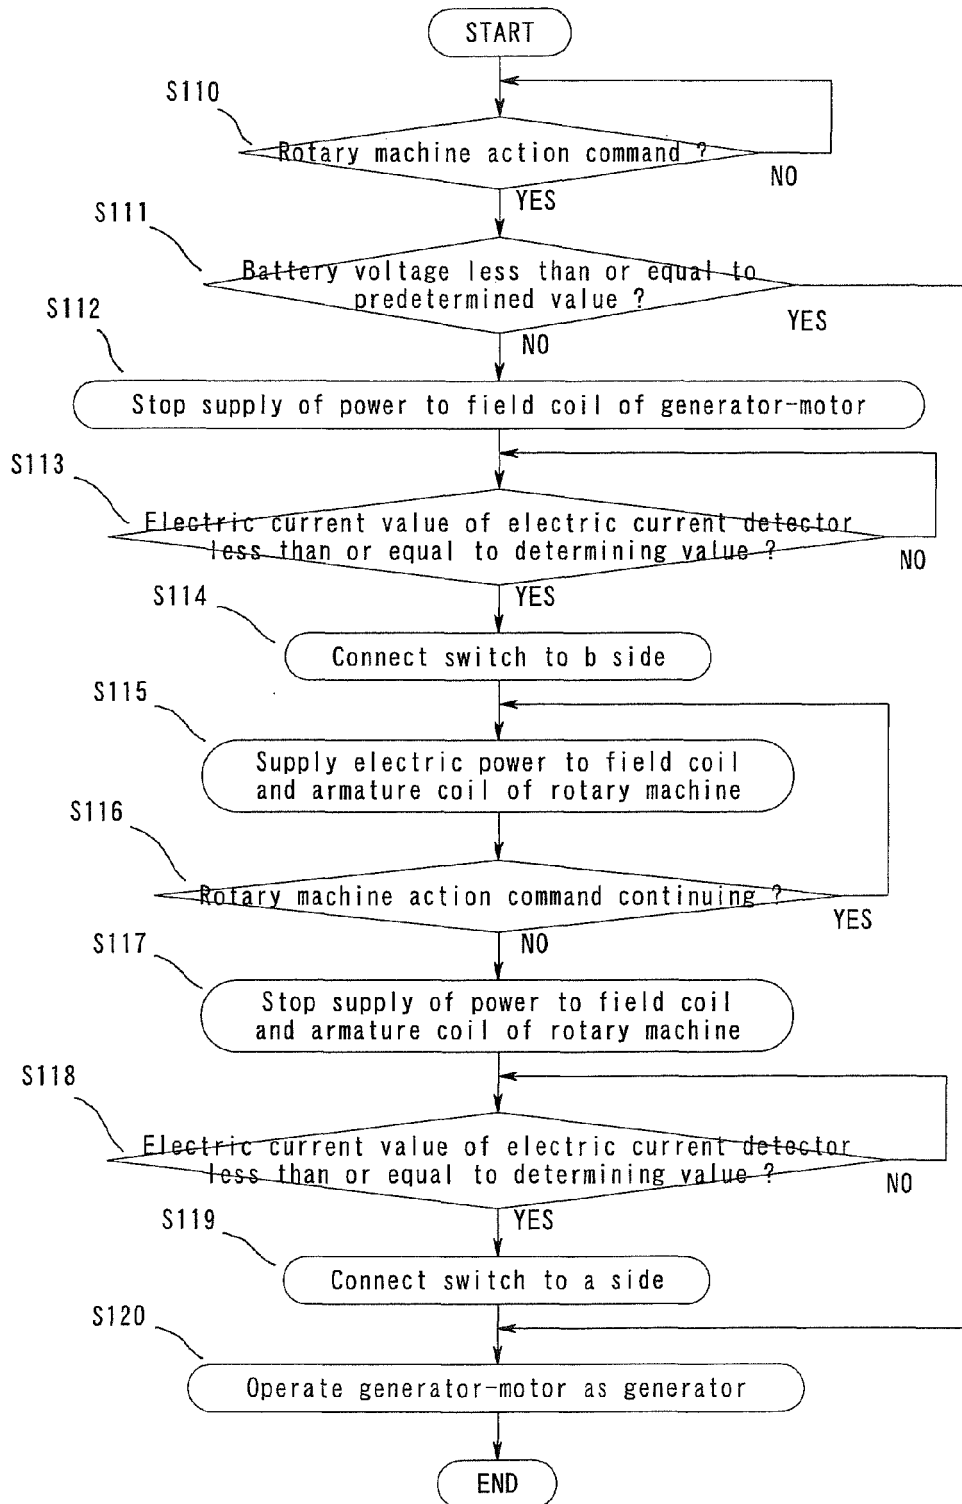 START
S110
Rotary machine action command ?
NO
YES
S111
Battery voltage less than or equal to
predetermined value ?
YES
NO
S112
Stop supply of power to field coil of generator-motor
S113
Electric current value of electric current detector
less than or equal to determining value ?
NO
YES
S114
Connect switch to b side
S115
Supply electric power to field coil
and armature coil of rotary machine
S116
Rotary machine action command continuing ?
YES
NO
S117
Stop supply of power to field coil
and armature coil of rotary machine
S118
Electric current value of electric current detector
less than or equal to determining value ?
NO
YES
S119
Connect switch to a side
S120
Operate generator-motor as generator
END